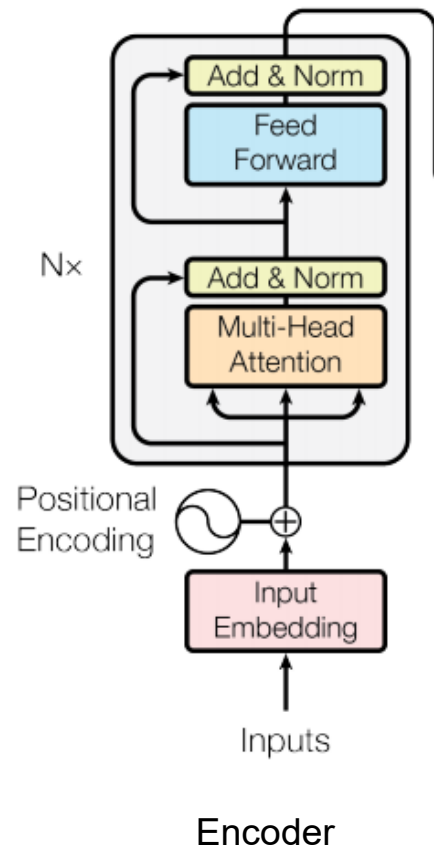 Add & Norm
Feed
Forward
Nx
Add & Norm
Multi-Head
Attention
Positional
Encoding
Input
Embedding
Inputs
Encoder